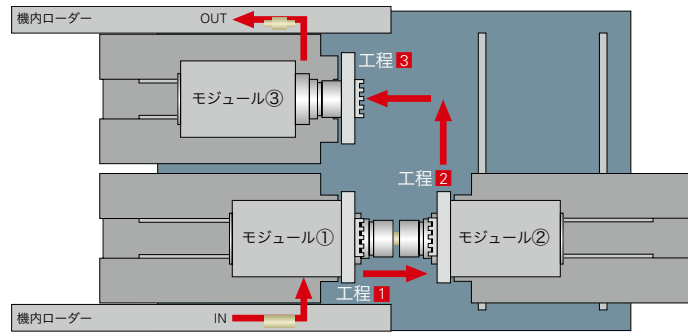 機内ローダー OUT
工程 3
モジュール③
工程 2
モジュール①
モジュール②
工程 1
機内ローダー IN